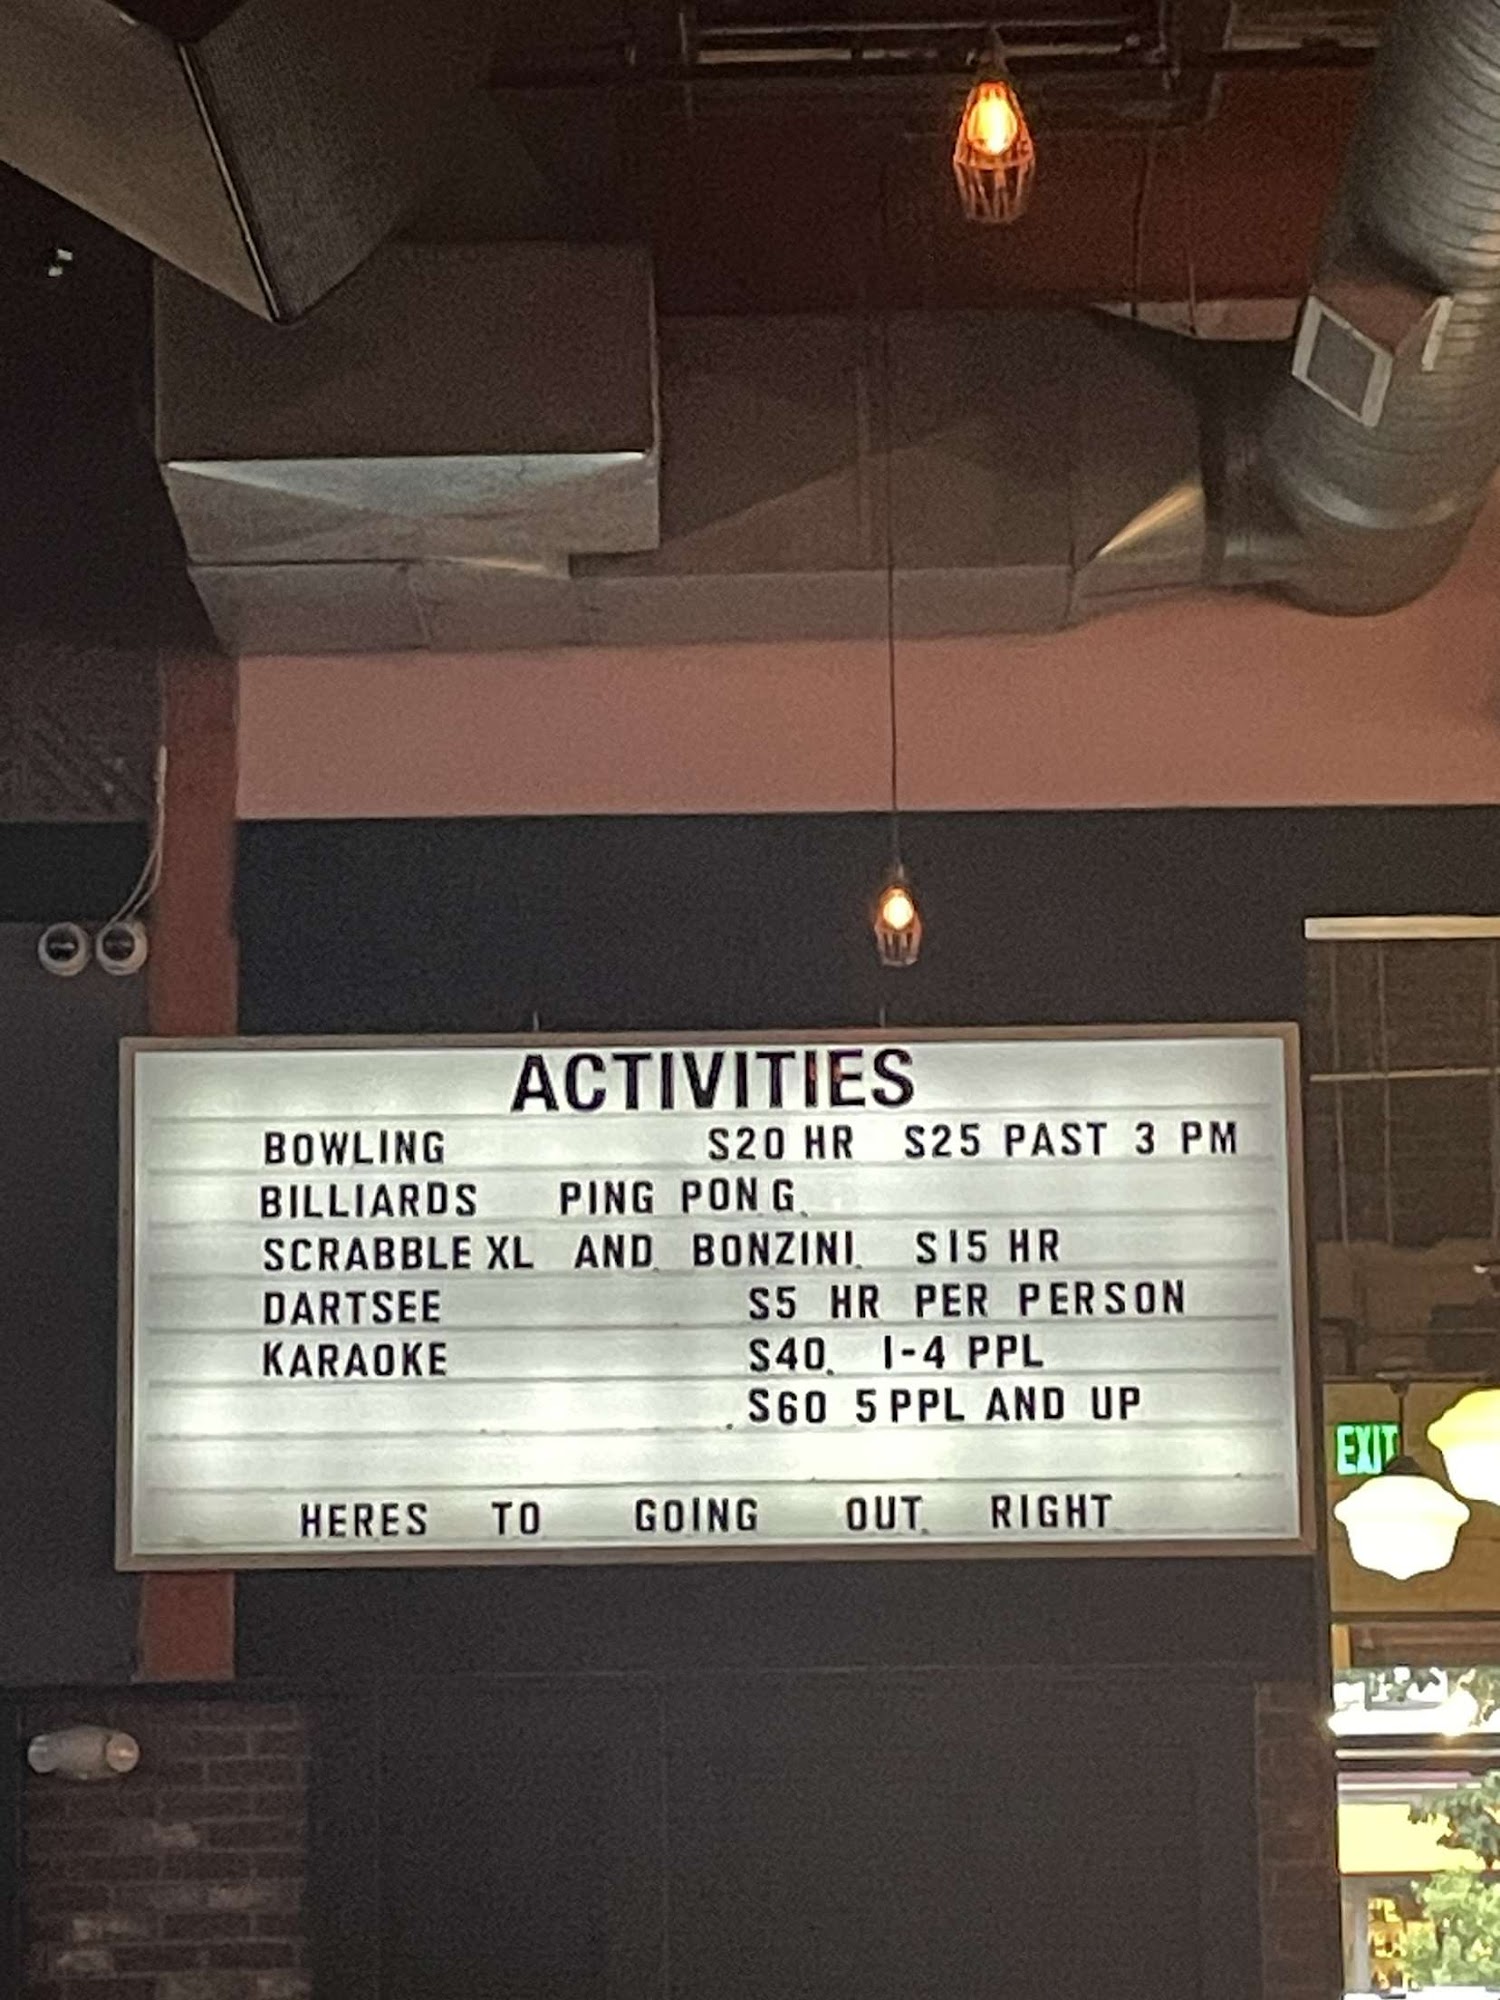 ACTIVITIES
BOWLING S20 HR S25 PAST 3 PM
BILLIARDS PING PONG
SCRABBLE XL AND BONZINI S15 HR
DARTSEE S5 HR PER PERSON
KARAOKE S40 1-4 PPL
S60 5 PPL AND UP
HERES TO GOING OUT RIGHT
EXIT